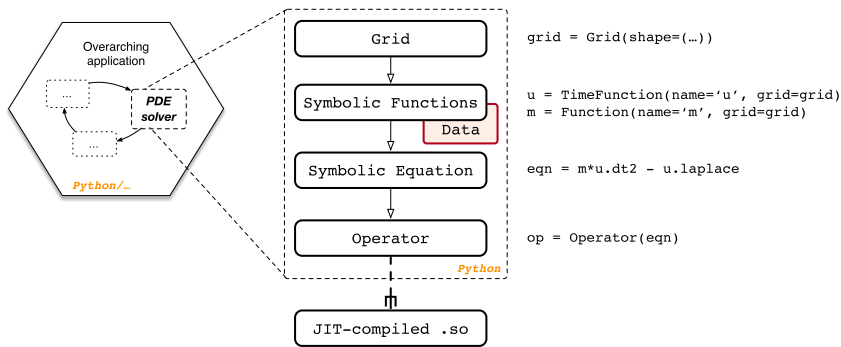 Overarching
application
...
PDE
solver
...
Python/…
Grid
grid = Grid(shape=(…))
Symbolic Functions
Data
u = TimeFunction(name=‘u’, grid=grid)
m = Function(name=‘m’, grid=grid)
Symbolic Equation
eqn = m*u.dt2 - u.laplace
Operator
op = Operator(eqn)
Python
JIT-compiled .so